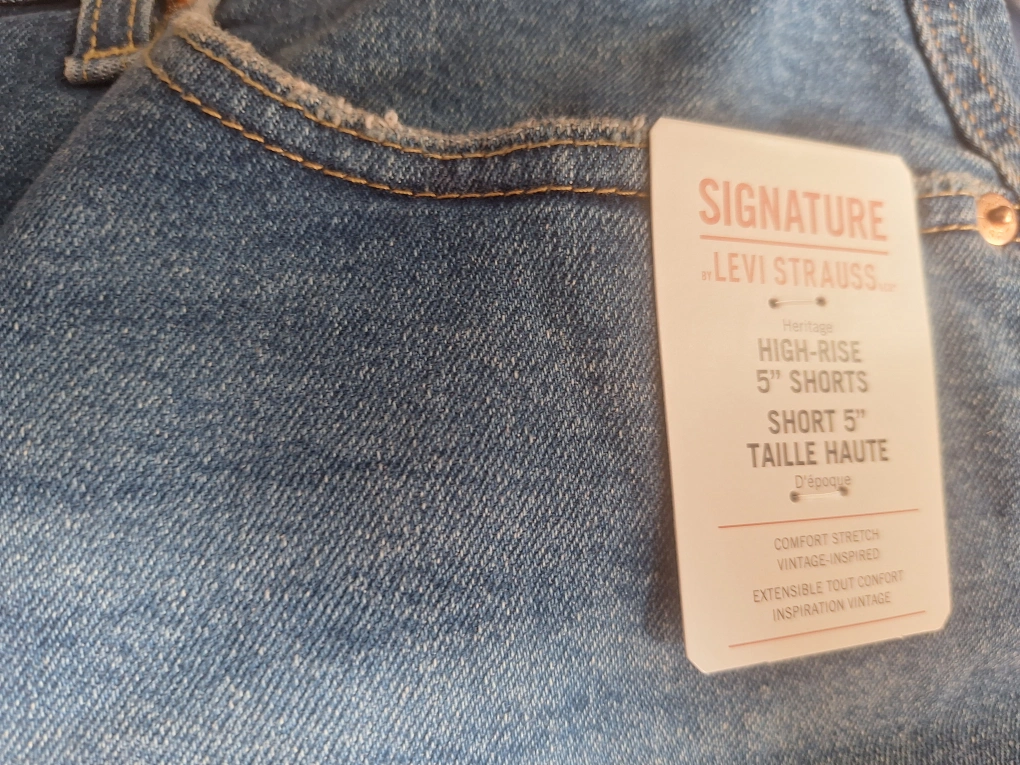 SIGNATURE
BY LEVI STRAUSS
Heritage
HIGH-RISE
5” SHORTS
SHORT 5”
TAILLE HAUTE
D'époque
COMFORT STRETCH
VINTAGE-INSPIRED
EXTENSIBLE TOUT CONFORT
INSPIRATION VINTAGE